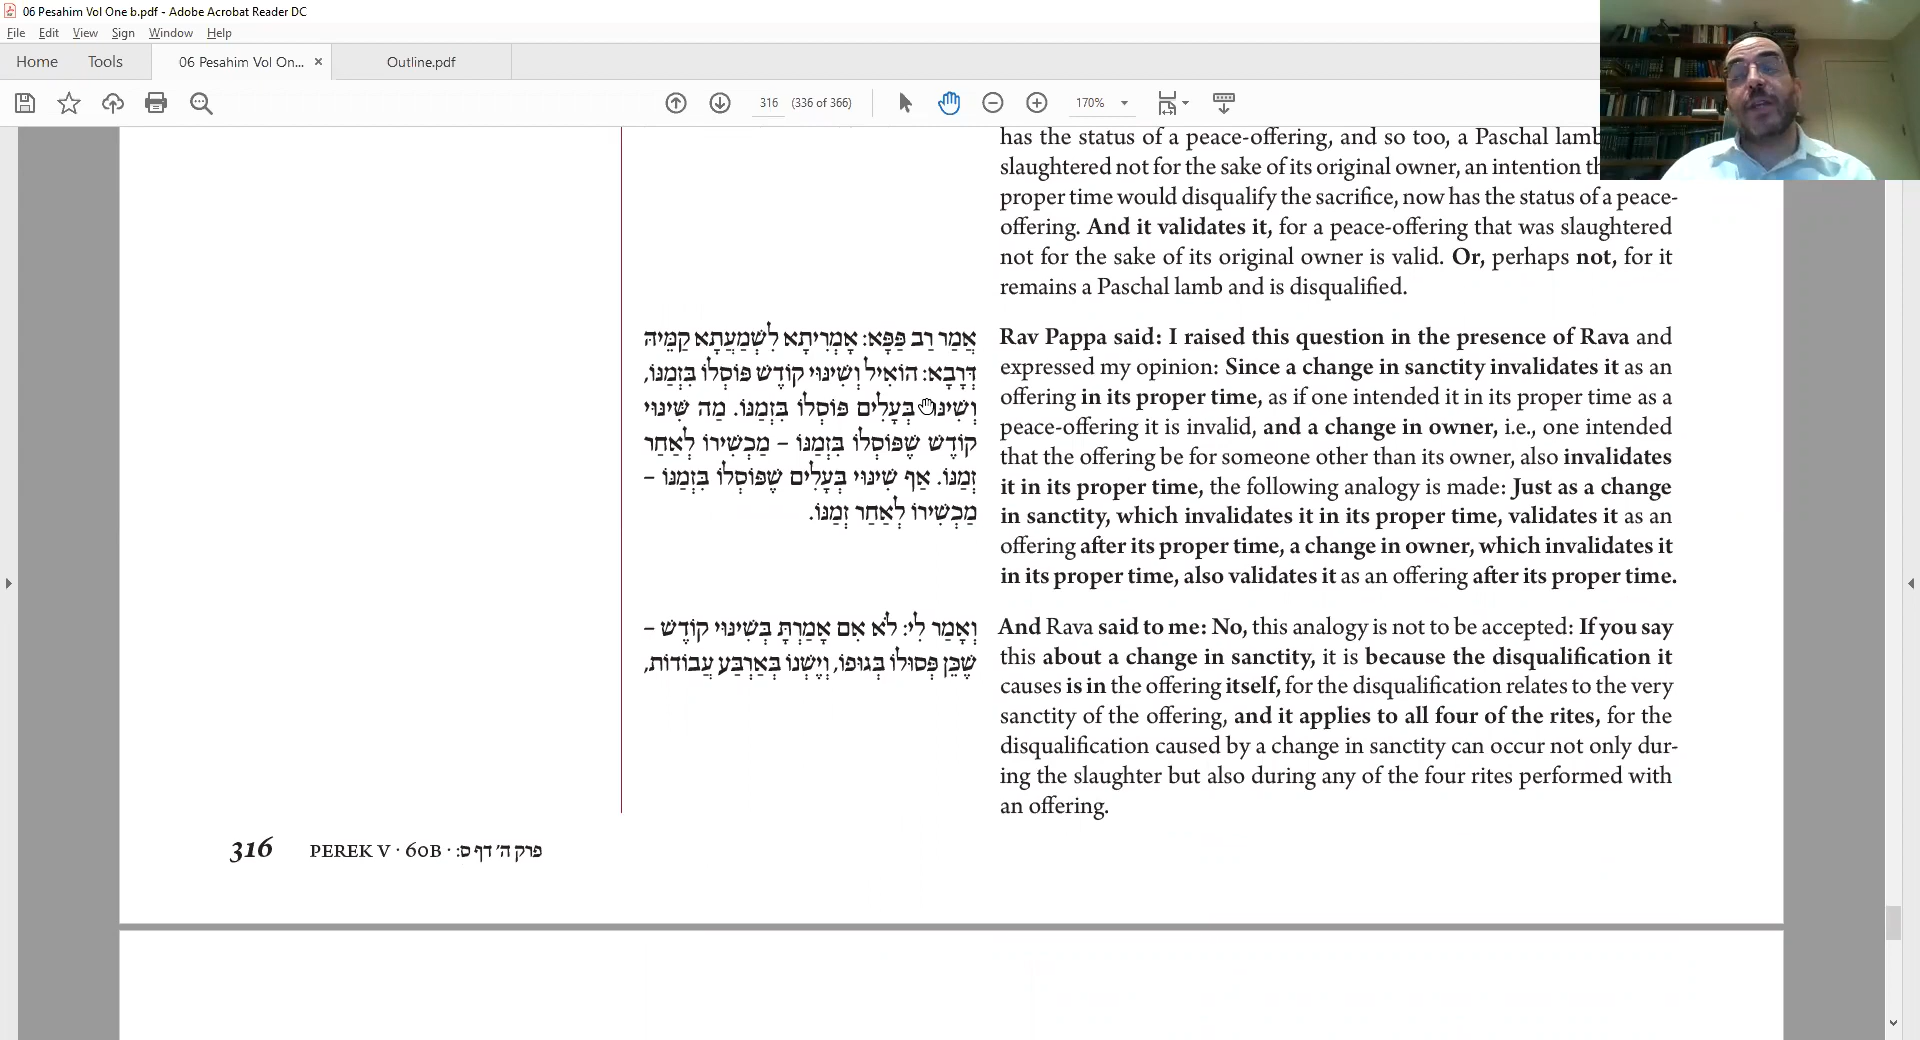 06 Pesahim Vol One b.pdf - Adobe Acrobat Reader DC
File Edit View Sign Window Help
Home Tools 06 Pesahim Vol On... × Outline.pdf
316 (336 of 366) 170%
has the status of a peace-offering, and so too, a Paschal lamb
slaughtered not for the sake of its original owner, an intention
proper time would disqualify the sacrifice, now has the status of a peace-
offering. And it validates it, for a peace-offering that was slaughtered
not for the sake of its original owner is valid. Or, perhaps not, for it
remains a Paschal lamb and is disqualified.
אֲמַר רַב פַּפָּא: אָמְרִיתָא לִשְׁמַעֲתָא קַמֵּיהּ
דְּרָבָא: הוֹאִיל וְשִׁינּוּי קוֹדֶשׁ פּוֹסְלוֹ בִּזְמַנּוֹ,
וְשִׁינּוּי בְּעָלִים פּוֹסְלוֹ בִּזְמַנּוֹ. מַה שִּׁינּוּי
קוֹדֶשׁ שֶׁפּוֹסְלוֹ בִּזְמַנּוֹ – מַכְשִׁירוֹ לְאַחַר
זְמַנּוֹ. אַף שִׁינּוּי בְּעָלִים שֶׁפּוֹסְלוֹ בִּזְמַנּוֹ –
מַכְשִׁירוֹ לְאַחַר זְמַנּוֹ.
Rav Pappa said: I raised this question in the presence of Rava and
expressed my opinion: Since a change in sanctity invalidates it as an
offering in its proper time, as if one intended it in its proper time as a
peace-offering it is invalid, and a change in owner, i.e., one intended
that the offering be for someone other than its owner, also invalidates
it in its proper time, the following analogy is made: Just as a change
in sanctity, which invalidates it in its proper time, validates it as an
offering after its proper time, a change in owner, which invalidates it
in its proper time, also validates it as an offering after its proper time.
וְאָמַר לִי: לֹא אִם אָמַרְתָּ בְּשִׁינּוּי קוֹדֶשׁ –
שֶׁכֵּן פְּסוּלוֹ בְּגוּפוֹ, וְיֶשְׁנוֹ בְּאַרְבַּע עֲבוֹדוֹת,
And Rava said to me: No, this analogy is not to be accepted: If you say
this about a change in sanctity, it is because the disqualification it
causes is in the offering itself, for the disqualification relates to the very
sanctity of the offering, and it applies to all four of the rites, for the
disqualification caused by a change in sanctity can occur not only dur-
ing the slaughter but also during any of the four rites performed with
an offering.
316 PEREK V · 60B · פרק ה׳ דף ס: